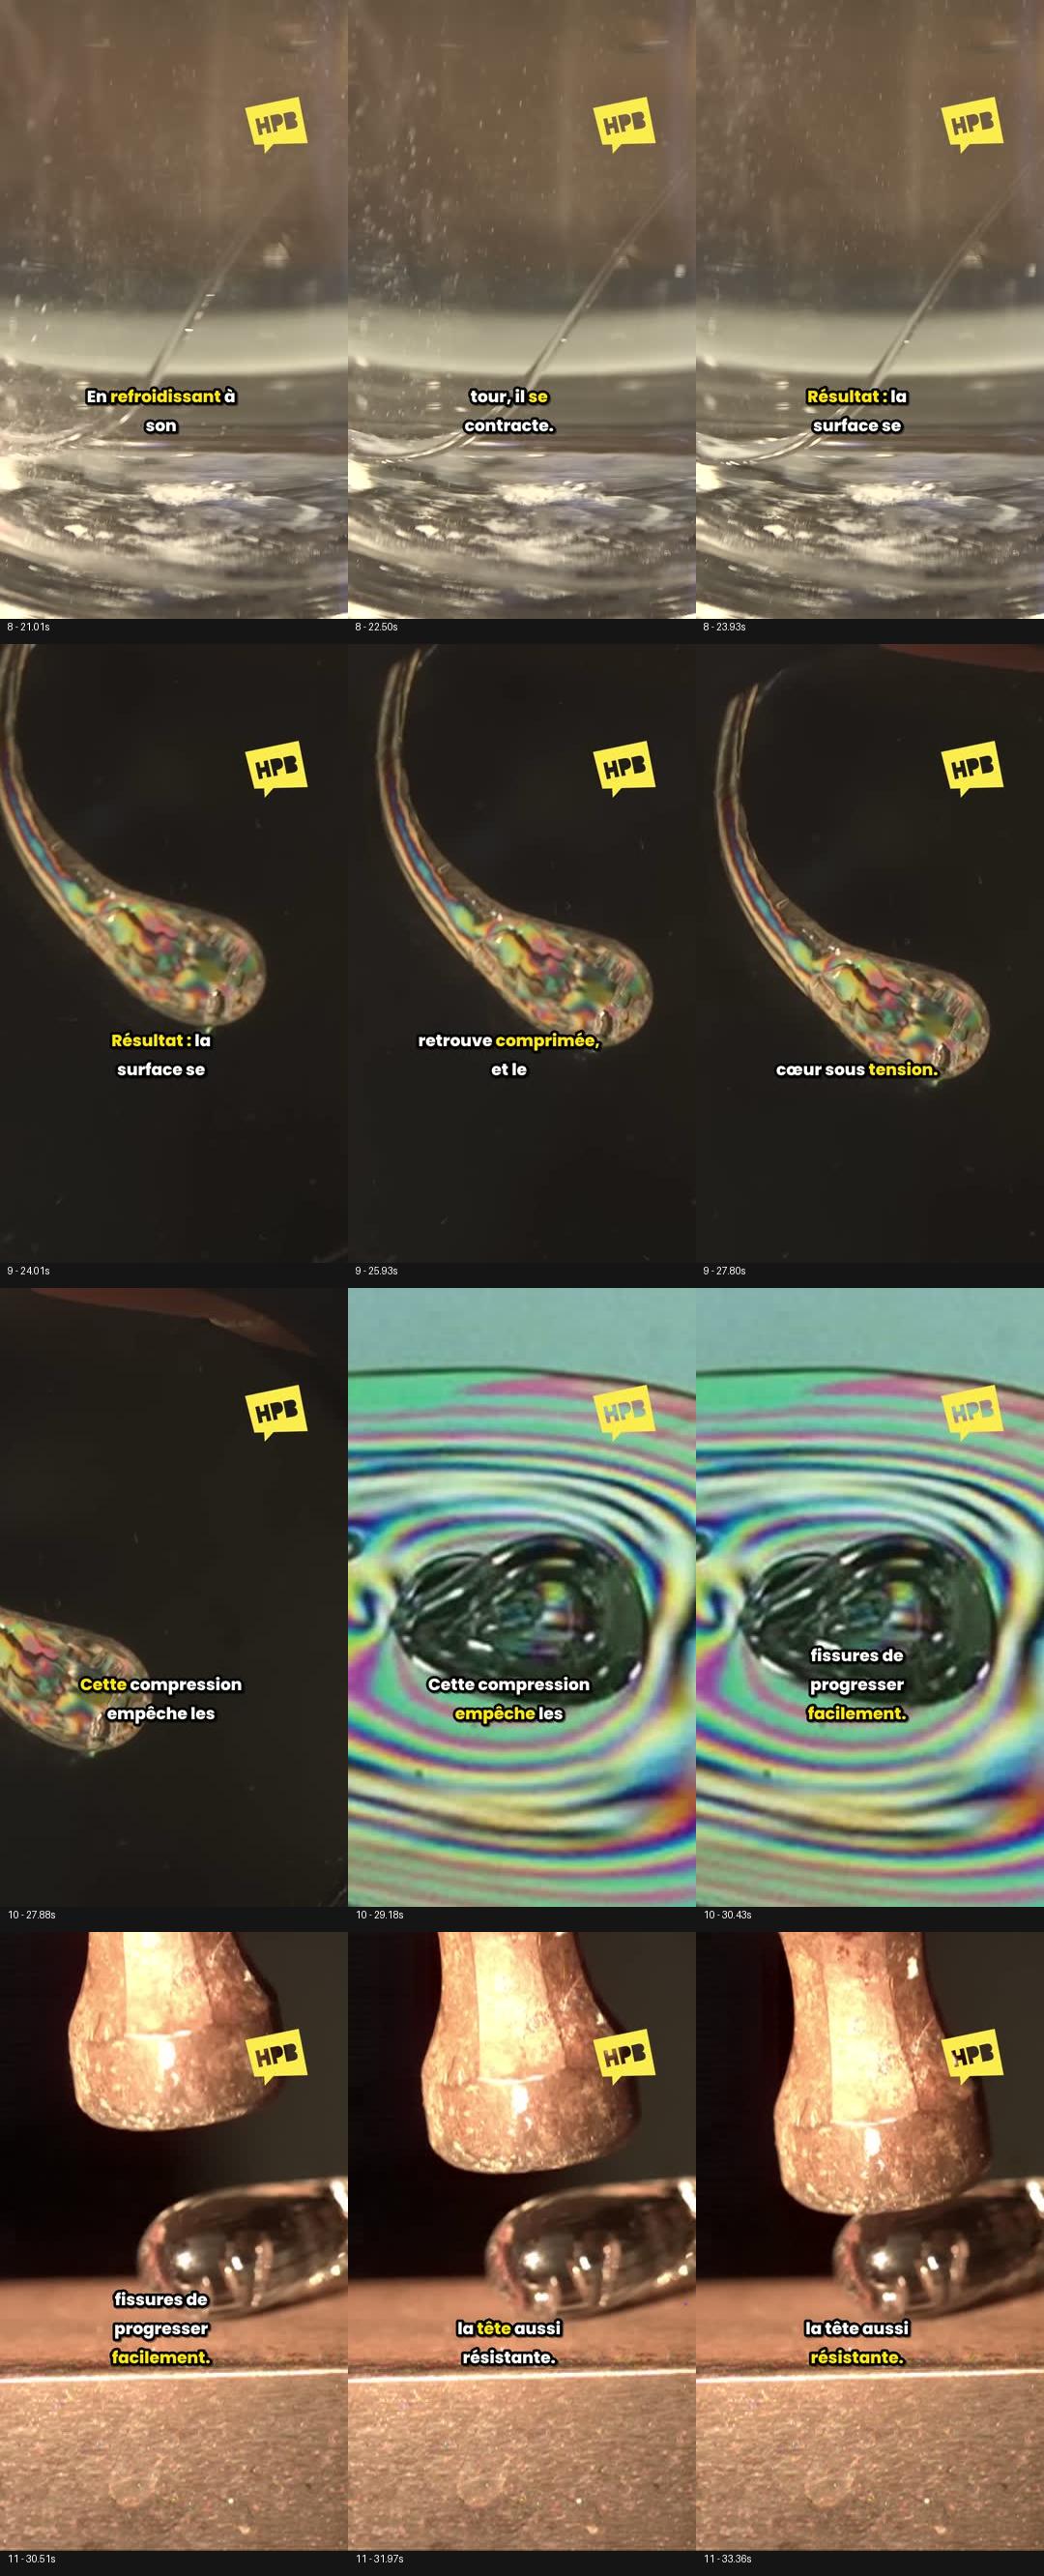 HPB
HPB
HPB
En refroidissant à
son
tour, il se
contracte.
Résultat : la
surface se
8 - 21.01s
8 - 22.50s
8 - 23.93s
HPB
HPB
HPB
Résultat : la
surface se
retrouve comprimée,
et le
cœur sous tension.
9 - 24.01s
9 - 25.93s
9 - 27.80s
HPB
HPB
HPB
Cette compression
empêche les
Cette compression
empêche les
fissures de
progresser
facilement.
10 - 27.88s
10 - 29.18s
10 - 30.43s
HPB
HPB
HPB
fissures de
progresser
facilement.
la tête aussi
résistante.
la tête aussi
résistante.
11 - 30.51s
11 - 31.97s
11 - 33.36s